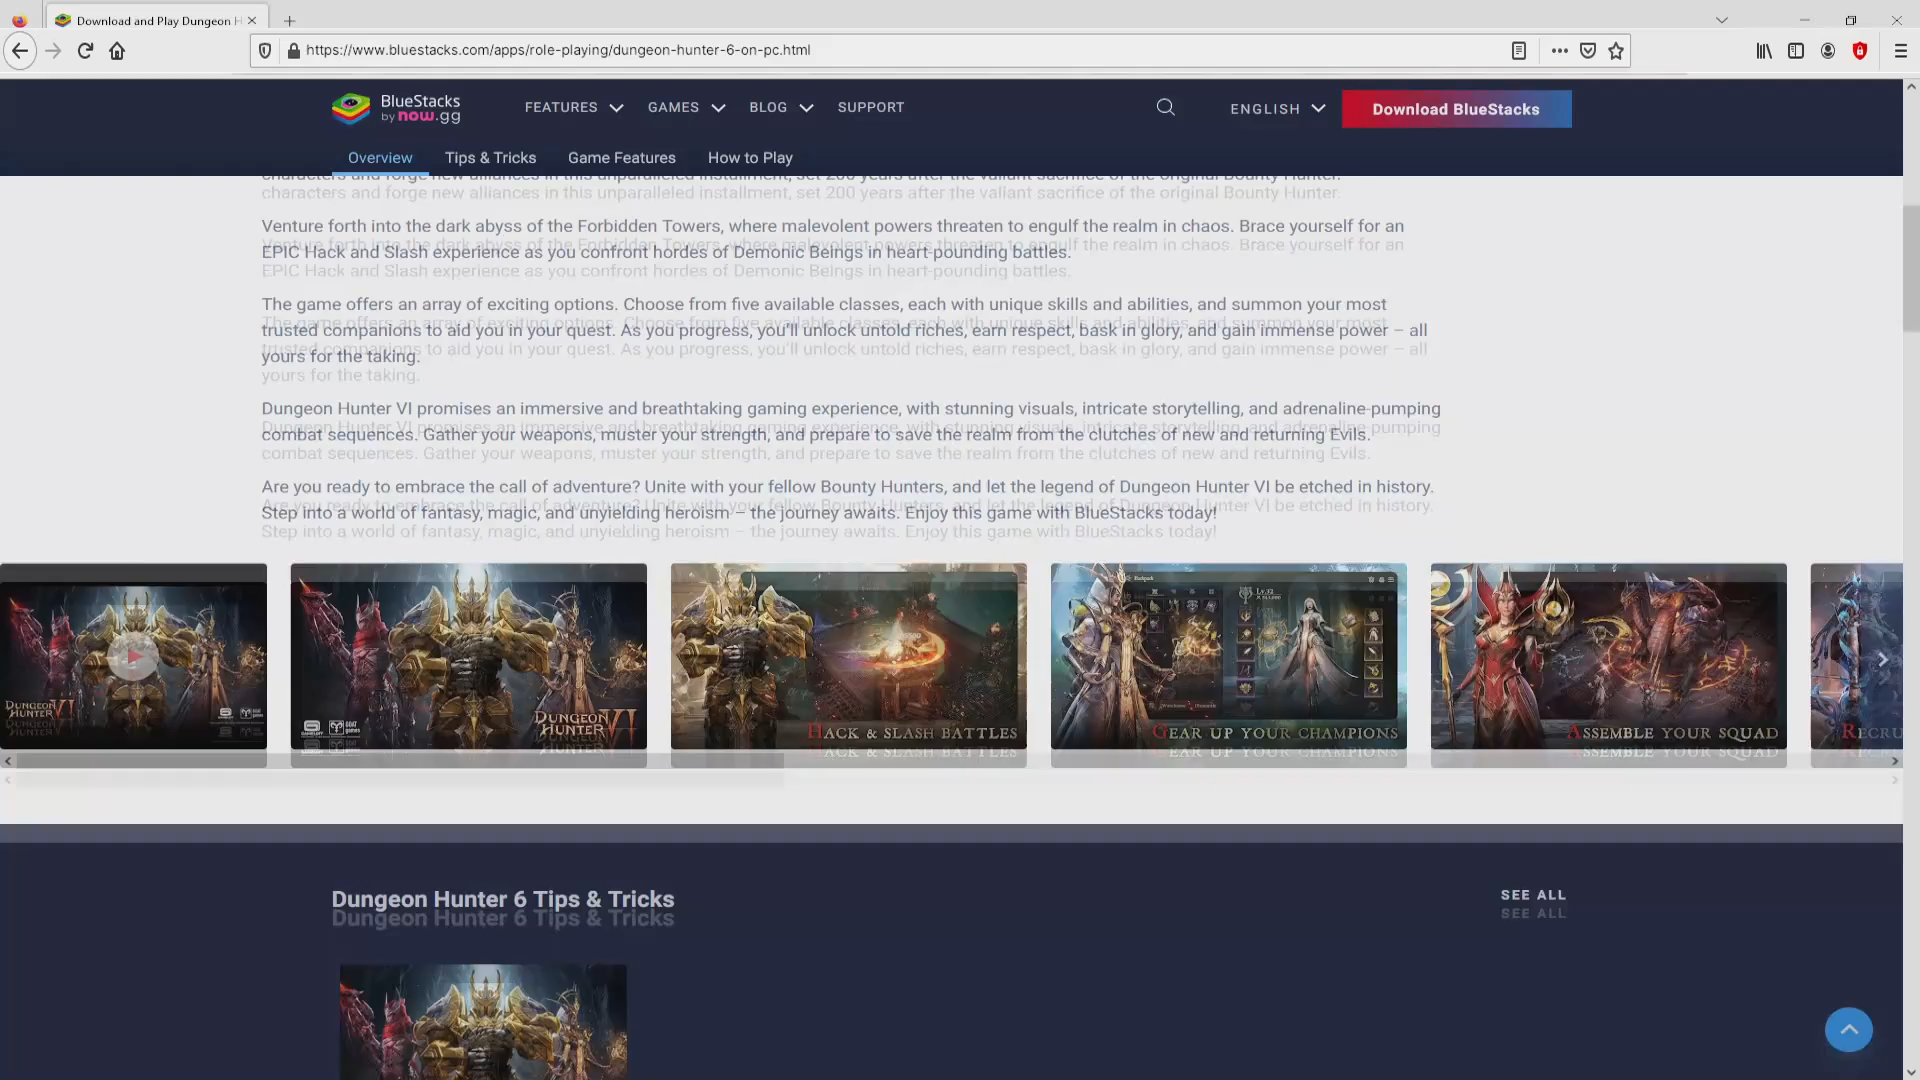 Download and Play Dungeon H
https://www.bluestacks.com/apps/role-playing/dungeon-hunter-6-on-pc.html
BlueStacks
by now.gg
FEATURES
GAMES
BLOG
SUPPORT
ENGLISH
Download BlueStacks
Overview
Tips & Tricks
Game Features
How to Play
characters and forge new alliances in this unparalleled installment, set 200 years after the valiant sacrifice of the original Bounty Hunter.
Venture forth into the dark abyss of the Forbidden Towers, where malevolent powers threaten to engulf the realm in chaos. Brace yourself for an
EPIC Hack and Slash experience as you confront hordes of Demonic Beings in heart-pounding battles.
The game offers an array of exciting options. Choose from five available classes, each with unique skills and abilities, and summon your most
trusted companions to aid you in your quest. As you progress, you'll unlock untold riches, earn respect, bask in glory, and gain immense power – all
yours for the taking.
Dungeon Hunter VI promises an immersive and breathtaking gaming experience, with stunning visuals, intricate storytelling, and adrenaline-pumping
combat sequences. Gather your weapons, muster your strength, and prepare to save the realm from the clutches of new and returning Evils.
Are you ready to embrace the call of adventure? Unite with your fellow Bounty Hunters, and let the legend of Dungeon Hunter VI be etched in history.
Step into a world of fantasy, magic, and unyielding heroism – the journey awaits. Enjoy this game with BlueStacks today!
DUNGEON
HUNTER VI
DUNGEON
HUNTER VI
HACK & SLASH BATTLES
Backpack
Lv.32
GEAR UP YOUR CHAMPIONS
ASSEMBLE YOUR SQUAD
RECRU
Dungeon Hunter 6 Tips & Tricks
SEE ALL